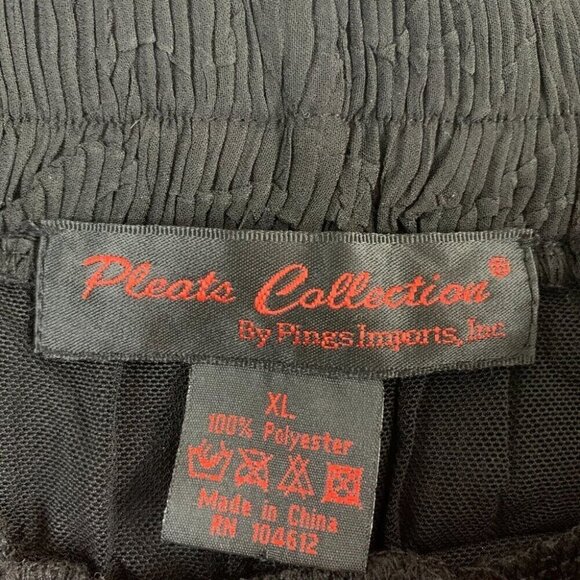 Pleats Collection®
By Pings Imports, Inc.
XL
100% Polyester
Made in China
RN 104612